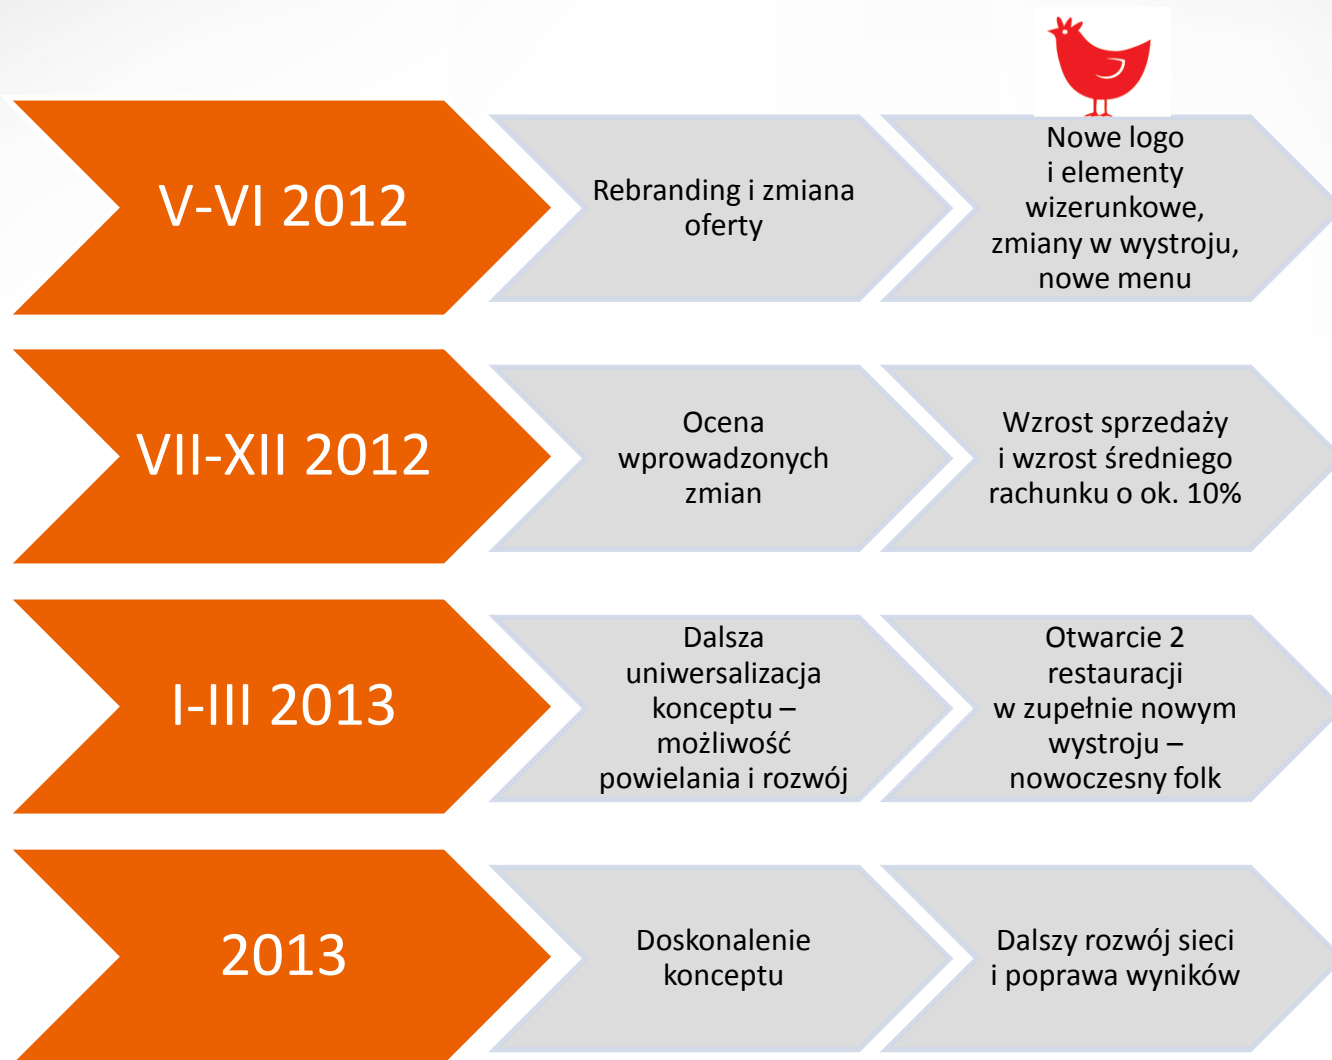 V-VI 2012
Rebranding i zmiana
oferty
Nowe logo
i elementy
wizerunkowe,
zmiany w wystroju,
nowe menu
VII-XII 2012
Ocena
wprowadzonych
zmian
Wzrost sprzedaży
i wzrost średniego
rachunku o ok. 10%
I-III 2013
Dalsza
uniwersalizacja
konceptu –
możliwość
powielania i rozwój
Otwarcie 2
restauracji
w zupełnie nowym
wystroju –
nowoczesny folk
2013
Doskonalenie
konceptu
Dalszy rozwój sieci
i poprawa wyników